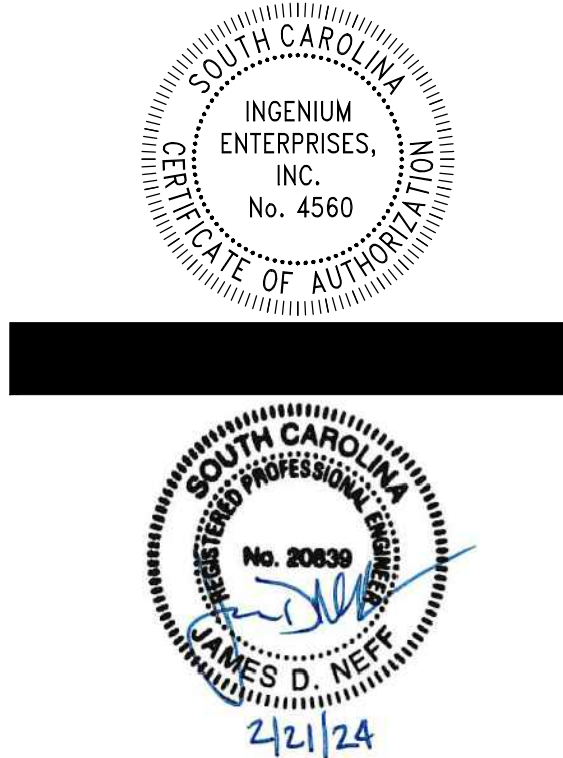 SOUTH CAROLINA
INGENIUM
ENTERPRISES,
INC.
No. 4560
CERTIFICATE OF AUTHORIZATION
SOUTH CAROLINA
REGISTERED PROFESSIONAL ENGINEER
No. 20839
JAMES D. NEFF
2/21/24